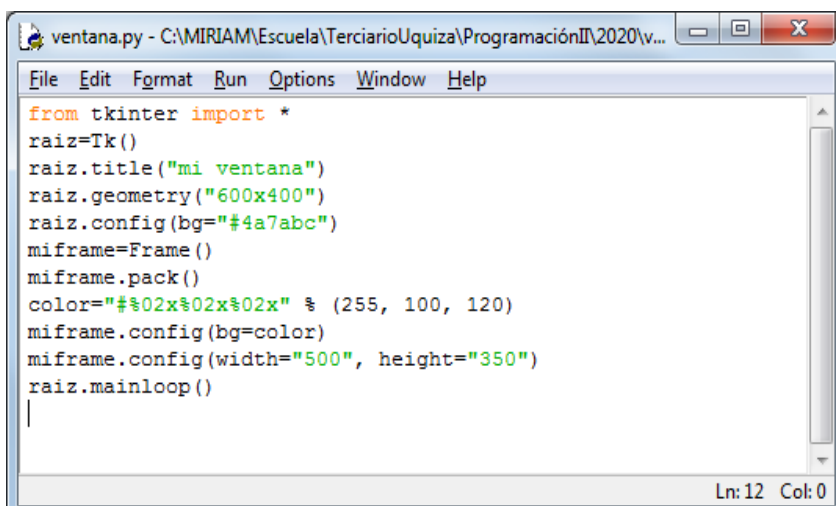 ventana.py - C:\MIRIAM\Escuela\TerciarioUquiza\ProgramaciónII\2020\v...
File Edit Format Run Options Window Help
from tkinter import *
raiz=Tk()
raiz.title("mi ventana")
raiz.geometry("600x400")
raiz.config(bg="#4a7abc")
miframe=Frame()
miframe.pack()
color="#%02x%02x%02x" % (255, 100, 120)
miframe.config(bg=color)
miframe.config(width="500", height="350")
raiz.mainloop()
Ln: 12 Col: 0